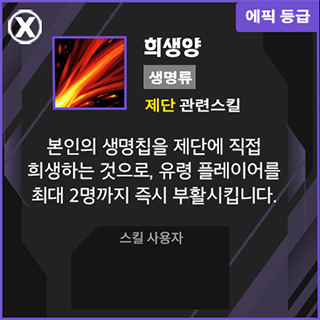 에픽 등급
희생양
생명류
제단 관련스킬
본인의 생명칩을 제단에 직접
희생하는 것으로, 유령 플레이어를
최대 2명까지 즉시 부활시킵니다.
스킬 사용자